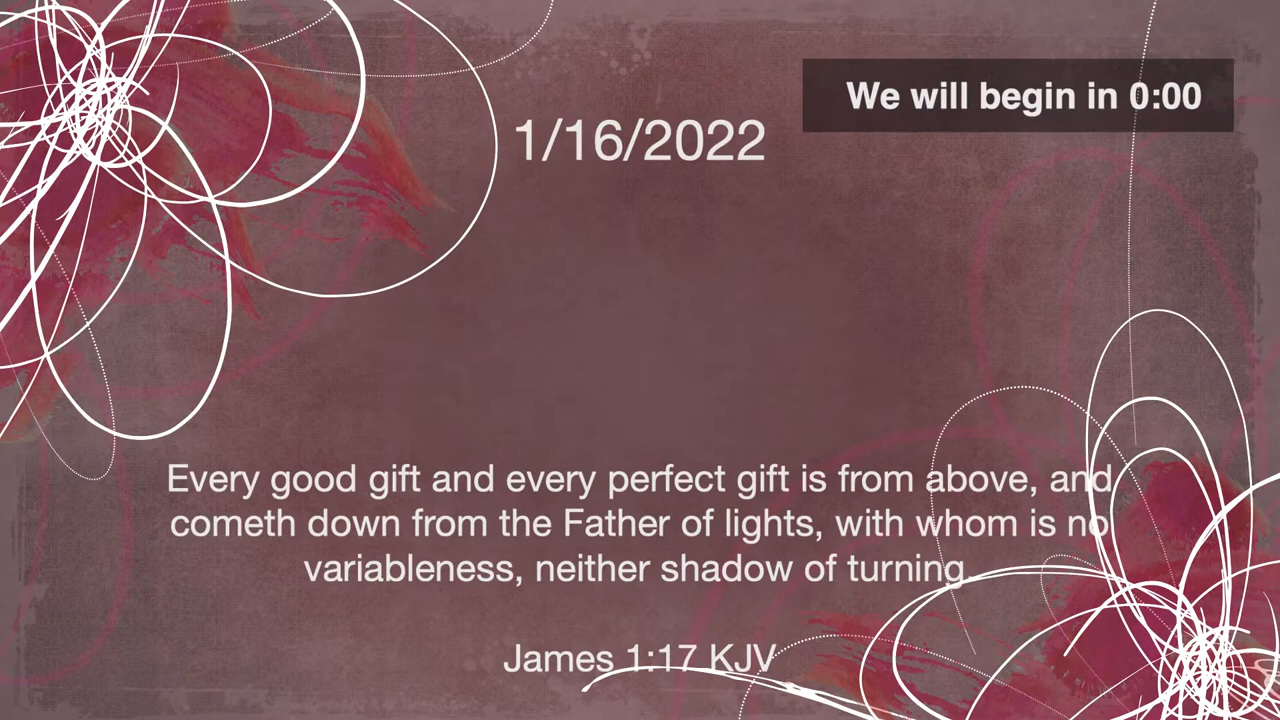 We will begin in 0:00
1/16/2022
Every good gift and every perfect gift is from above, and
cometh down from the Father of lights, with whom is no
variableness, neither shadow of turning.
James 1:17 KJV